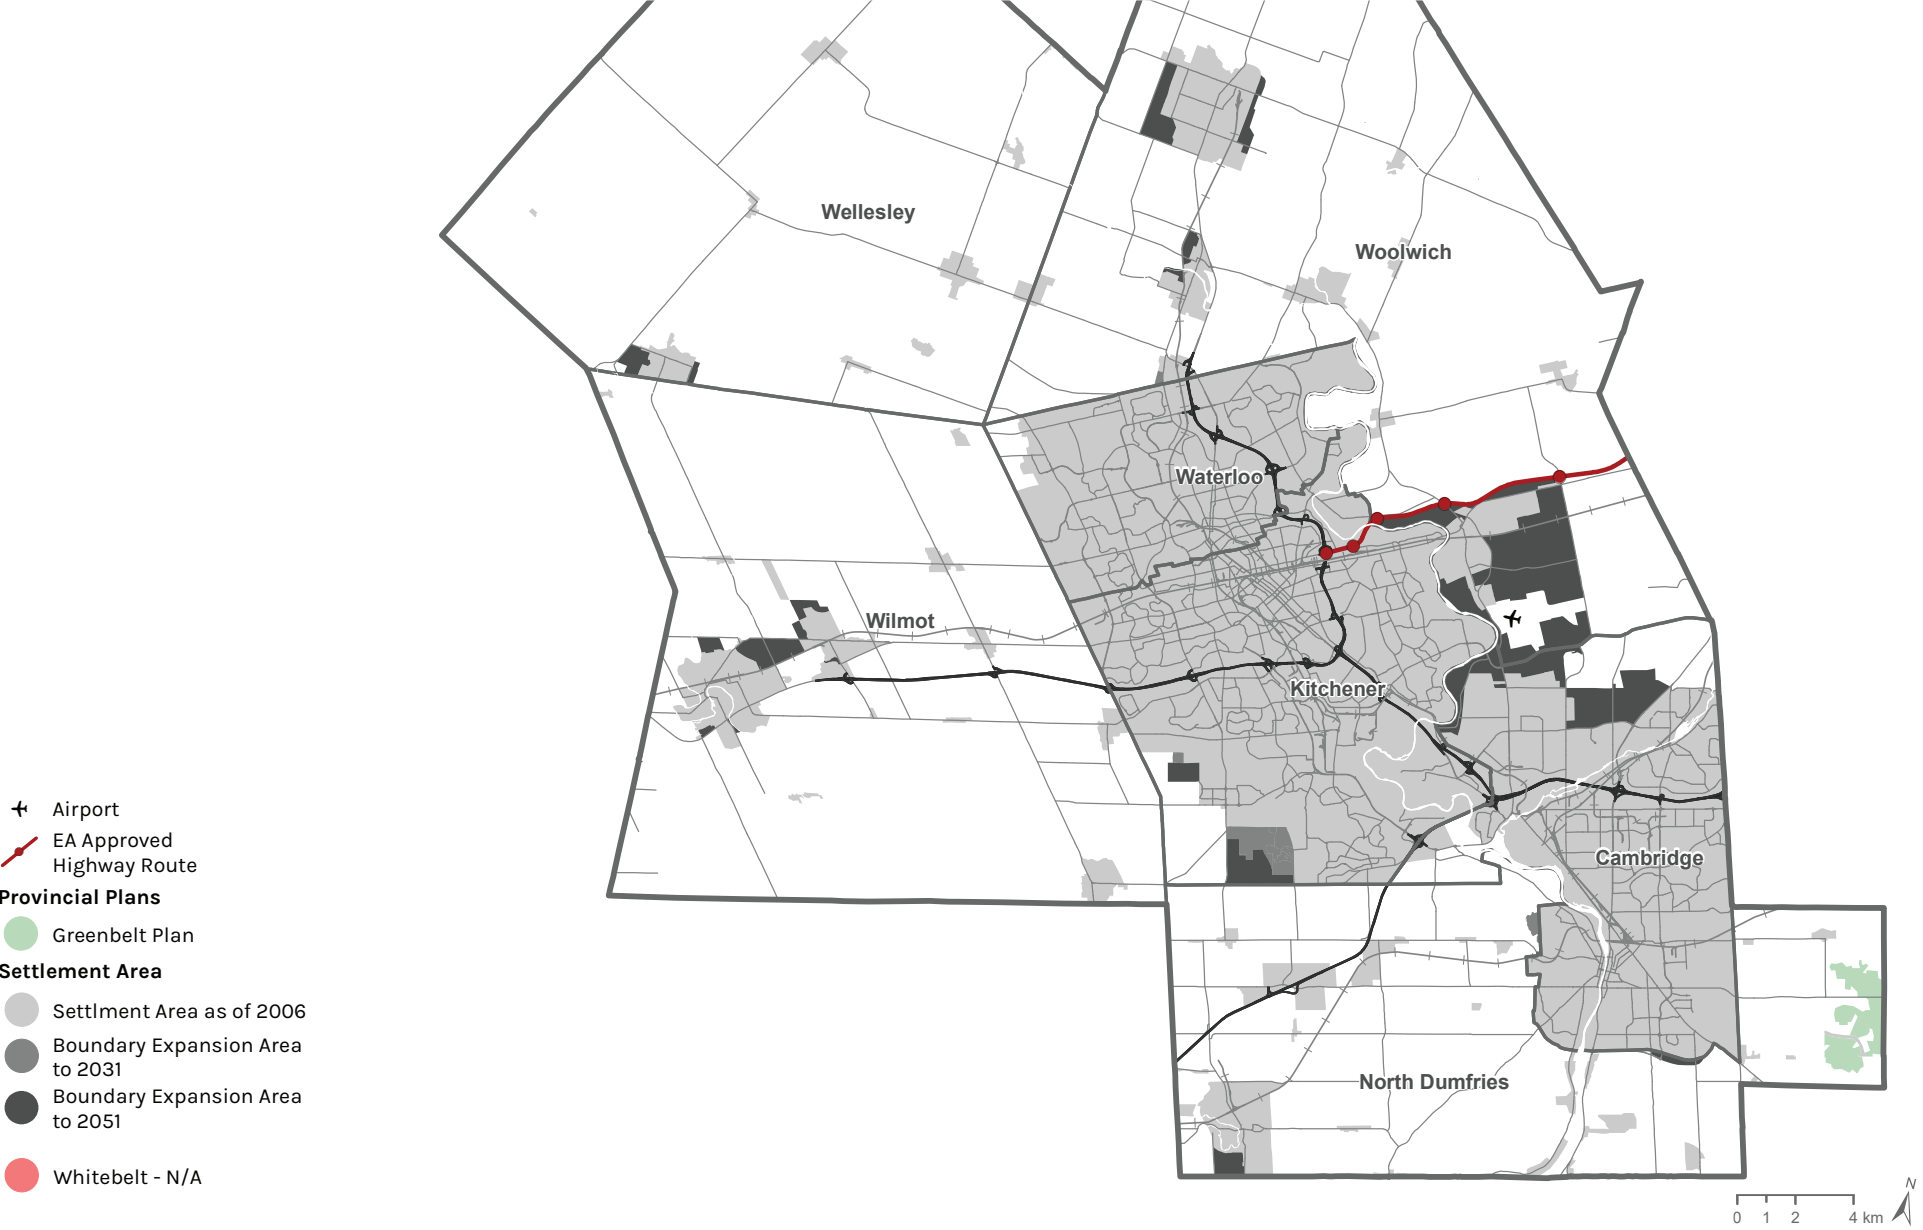 Wellesley
Woolwich
Waterloo
Wilmot
Kitchener
Cambridge
North Dumfries
Airport
EA Approved
Highway Route
Provincial Plans
Greenbelt Plan
Settlement Area
Settlment Area as of 2006
Boundary Expansion Area
to 2031
Boundary Expansion Area
to 2051
Whitebelt - N/A
N
0 1 2 4 km